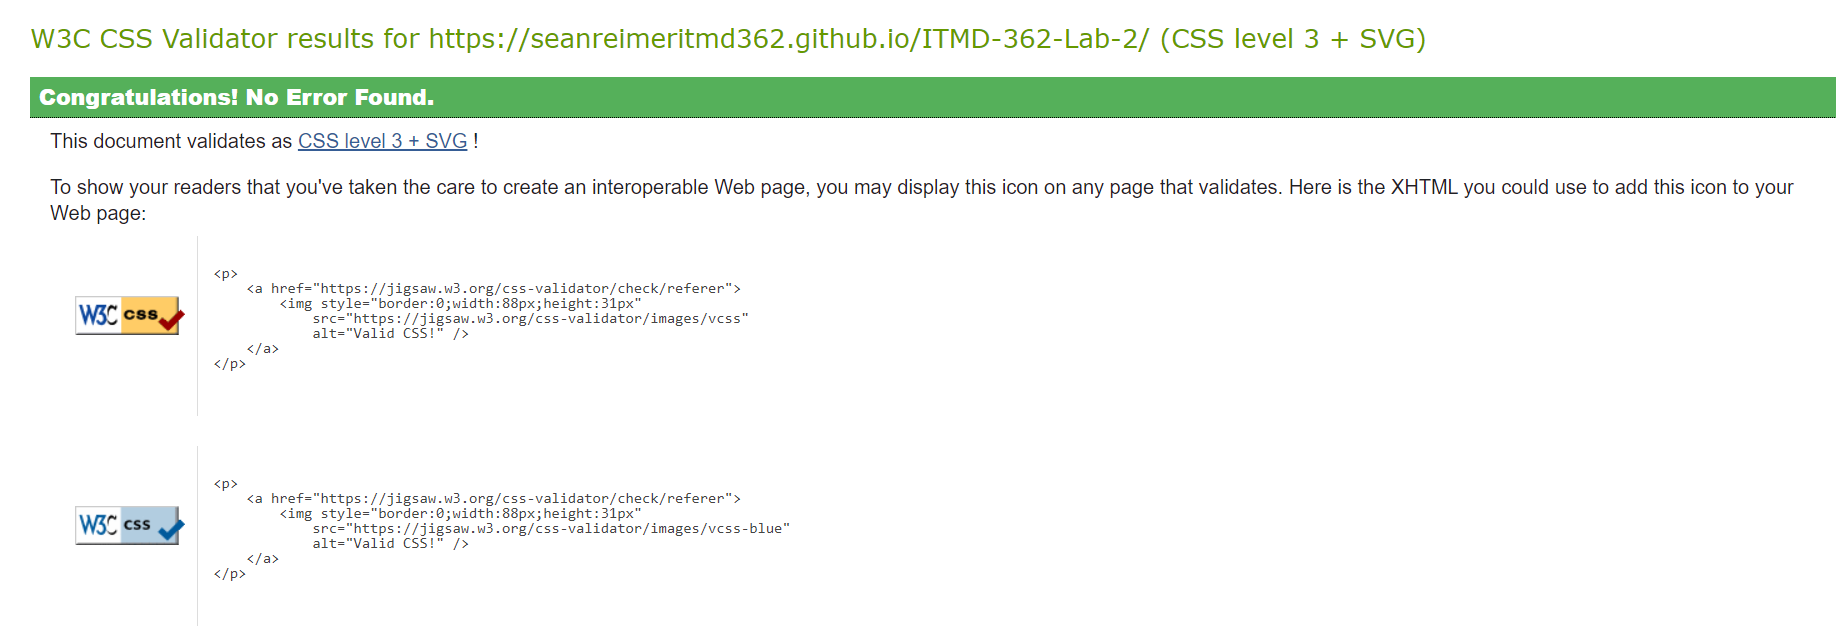 W3C CSS Validator results for https://seanreimeritmd362.github.io/ITMD-362-Lab-2/ (CSS level 3 + SVG)
Congratulations! No Error Found.
This document validates as CSS level 3 + SVG !
To show your readers that you've taken the care to create an interoperable Web page, you may display this icon on any page that validates. Here is the XHTML you could use to add this icon to your
Web page:
W3C css
<p>
    <a href="https://jigsaw.w3.org/css-validator/check/referer">
        <img style="border:0;width:88px;height:31px"
            src="https://jigsaw.w3.org/css-validator/images/vcss"
            alt="Valid CSS!" />
    </a>
</p>
W3C css
<p>
    <a href="https://jigsaw.w3.org/css-validator/check/referer">
        <img style="border:0;width:88px;height:31px"
            src="https://jigsaw.w3.org/css-validator/images/vcss-blue"
            alt="Valid CSS!" />
    </a>
</p>